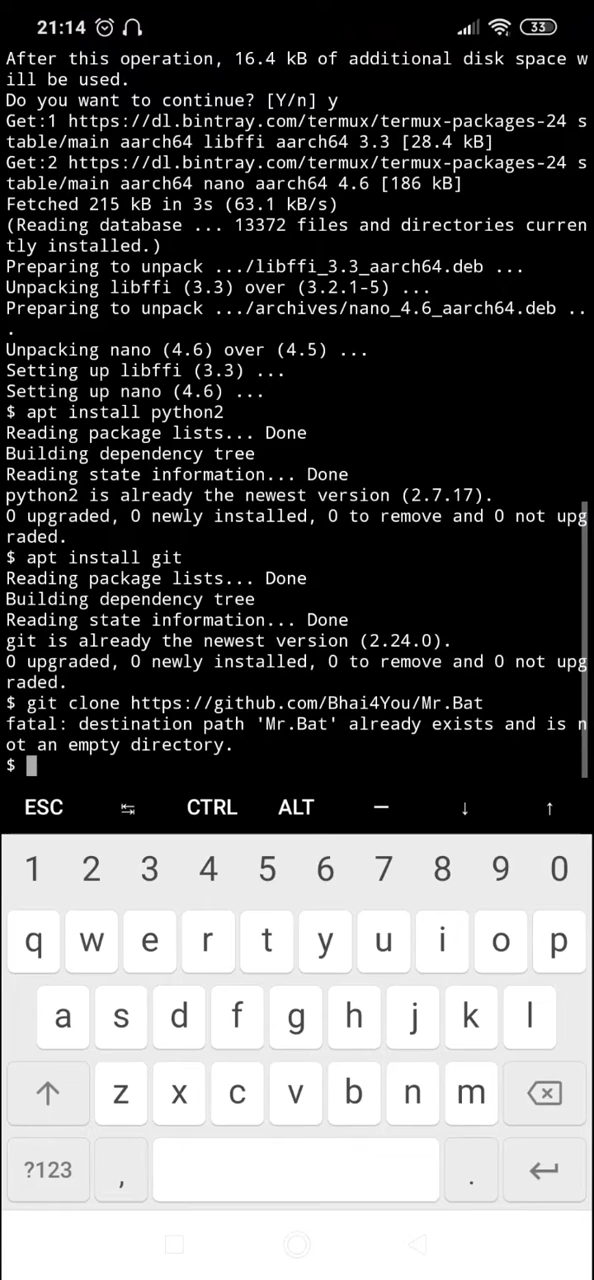 21:14 33
After this operation, 16.4 kB of additional disk space w
ill be used.
Do you want to continue? [Y/n] y
Get:1 https://dl.bintray.com/termux/termux-packages-24 s
table/main aarch64 libffi aarch64 3.3 [28.4 kB]
Get:2 https://dl.bintray.com/termux/termux-packages-24 s
table/main aarch64 nano aarch64 4.6 [186 kB]
Fetched 215 kB in 3s (63.1 kB/s)
(Reading database ... 13372 files and directories curren
tly installed.)
Preparing to unpack .../libffi_3.3_aarch64.deb ...
Unpacking libffi (3.3) over (3.2.1-5) ...
Preparing to unpack .../archives/nano_4.6_aarch64.deb ..
.
Unpacking nano (4.6) over (4.5) ...
Setting up libffi (3.3) ...
Setting up nano (4.6) ...
$ apt install python2
Reading package lists... Done
Building dependency tree
Reading state information... Done
python2 is already the newest version (2.7.17).
0 upgraded, 0 newly installed, 0 to remove and 0 not upg
raded.
$ apt install git
Reading package lists... Done
Building dependency tree
Reading state information... Done
git is already the newest version (2.24.0).
0 upgraded, 0 newly installed, 0 to remove and 0 not upg
raded.
$ git clone https://github.com/Bhai4You/Mr.Bat
fatal: destination path 'Mr.Bat' already exists and is n
ot an empty directory.
$
ESC ↹ CTRL ALT — ↓ ↑
1 2 3 4 5 6 7 8 9 0
q w e r t y u i o p
a s d f g h j k l
z x c v b n m
?123 , .